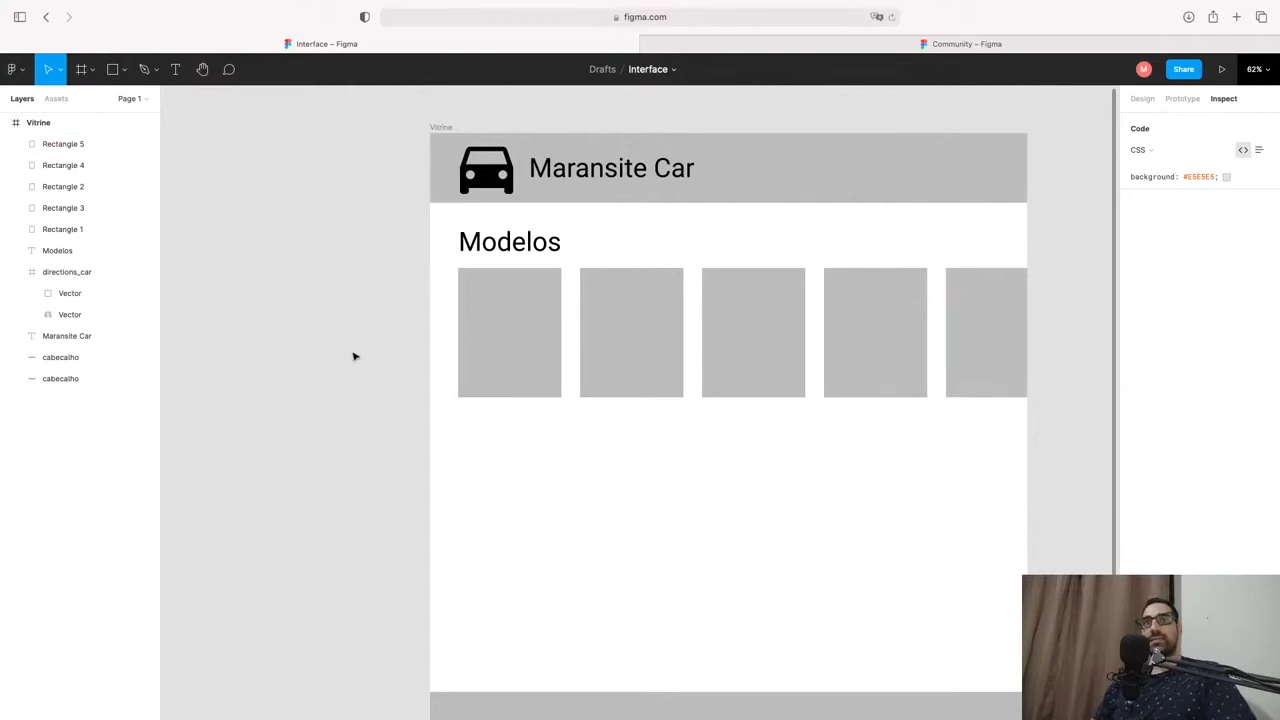 figma.com
Interface – Figma
Community – Figma
Drafts / Interface
M
Share
62%
Layers
Assets
Page 1
Design
Prototype
Inspect
Vitrine
Rectangle 5
Rectangle 4
Rectangle 2
Rectangle 3
Rectangle 1
Modelos
directions_car
Vector
Vector
Maransite Car
cabecalho
cabecalho
Vitrine
Maransite Car
Modelos
Code
CSS
background: #E5E5E5;